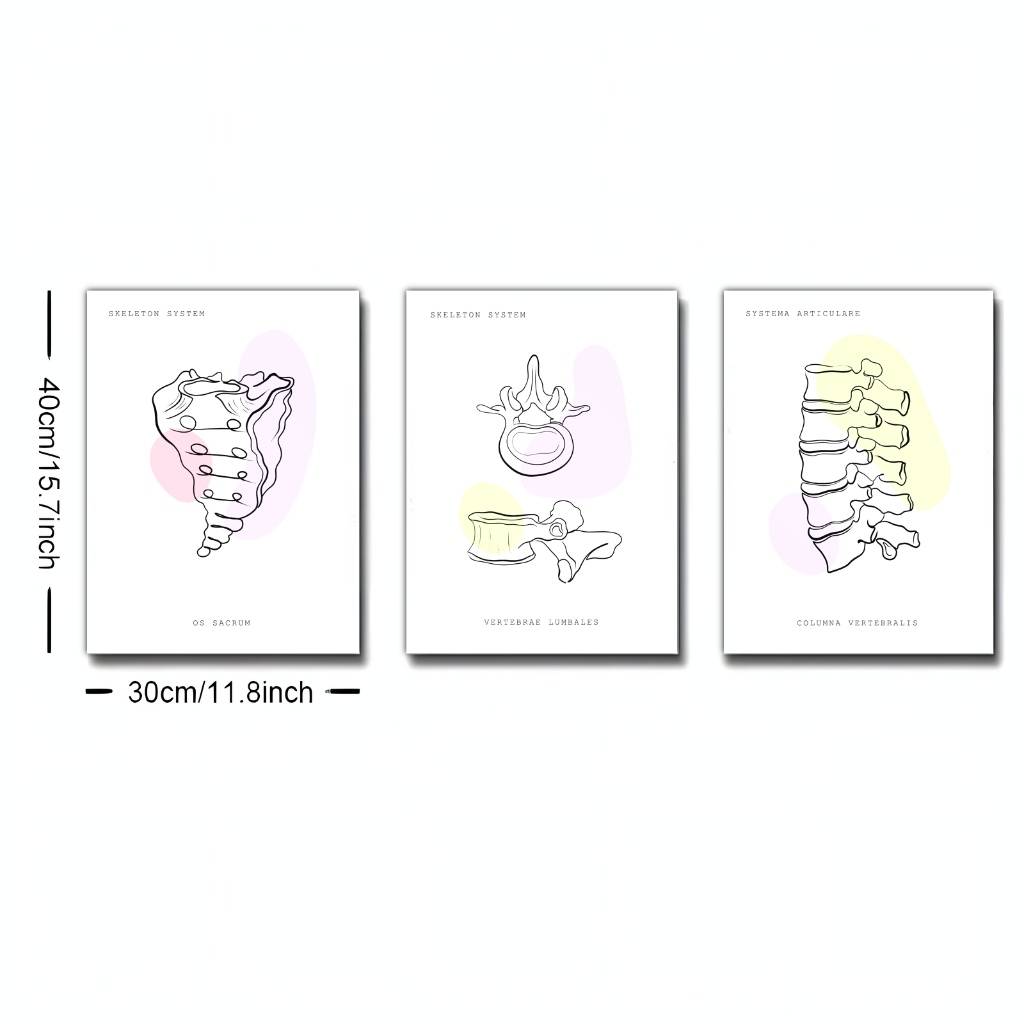 SKELETON SYSTEM
OS SACRUM
SKELETON SYSTEM
VERTEBRAE LUMBALES
SYSTEMA ARTICULARE
COLUMNA VERTEBRALIS
40cm/15.7inch
30cm/11.8inch